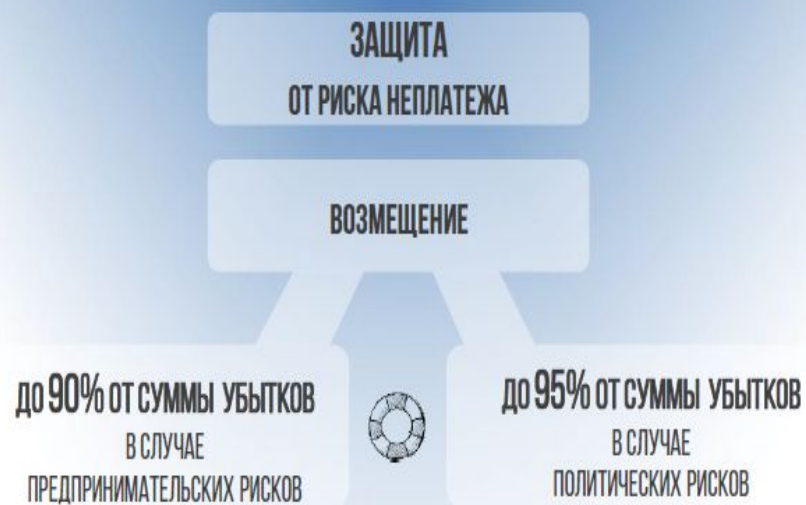 ЗАЩИТА
ОТ РИСКА НЕПЛАТЕЖА
ВОЗМЕЩЕНИЕ
ДО 90% ОТ СУММЫ УБЫТКОВ
В СЛУЧАЕ
ПРЕДПРИНИМАТЕЛЬСКИХ РИСКОВ
ДО 95% ОТ СУММЫ УБЫТКОВ
В СЛУЧАЕ
ПОЛИТИЧЕСКИХ РИСКОВ